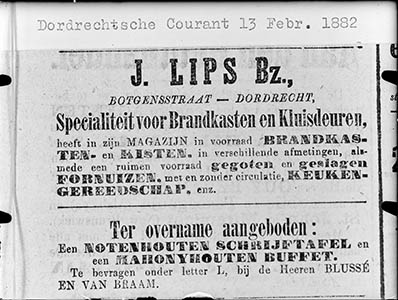 Dordrechtsche Courant 13 Febr. 1882
J. LIPS Bz.,
BOTGENSSTRAAT — DORDRECHT,
Specialiteit voor Brandkasten en Kluisdeuren,
heeft in zijn MAGAZIJN in voorraad BRANDKAS-
TEN- en KISTEN, in verschillende afmetingen, als-
mede een ruimen voorraad gegoten en geslagen
FORNUIZEN, met en zonder circulatie, KEUKEN-
GEREEDSCHAP, enz.
Ter overname aangeboden:
Een NOTENHOUTEN SCHRIJFTAFEL en
een MAHONYHOUTEN BUFFET.
Te bevragen onder letter L, bij de Heeren BLUSSÉ
EN VAN BRAAM.